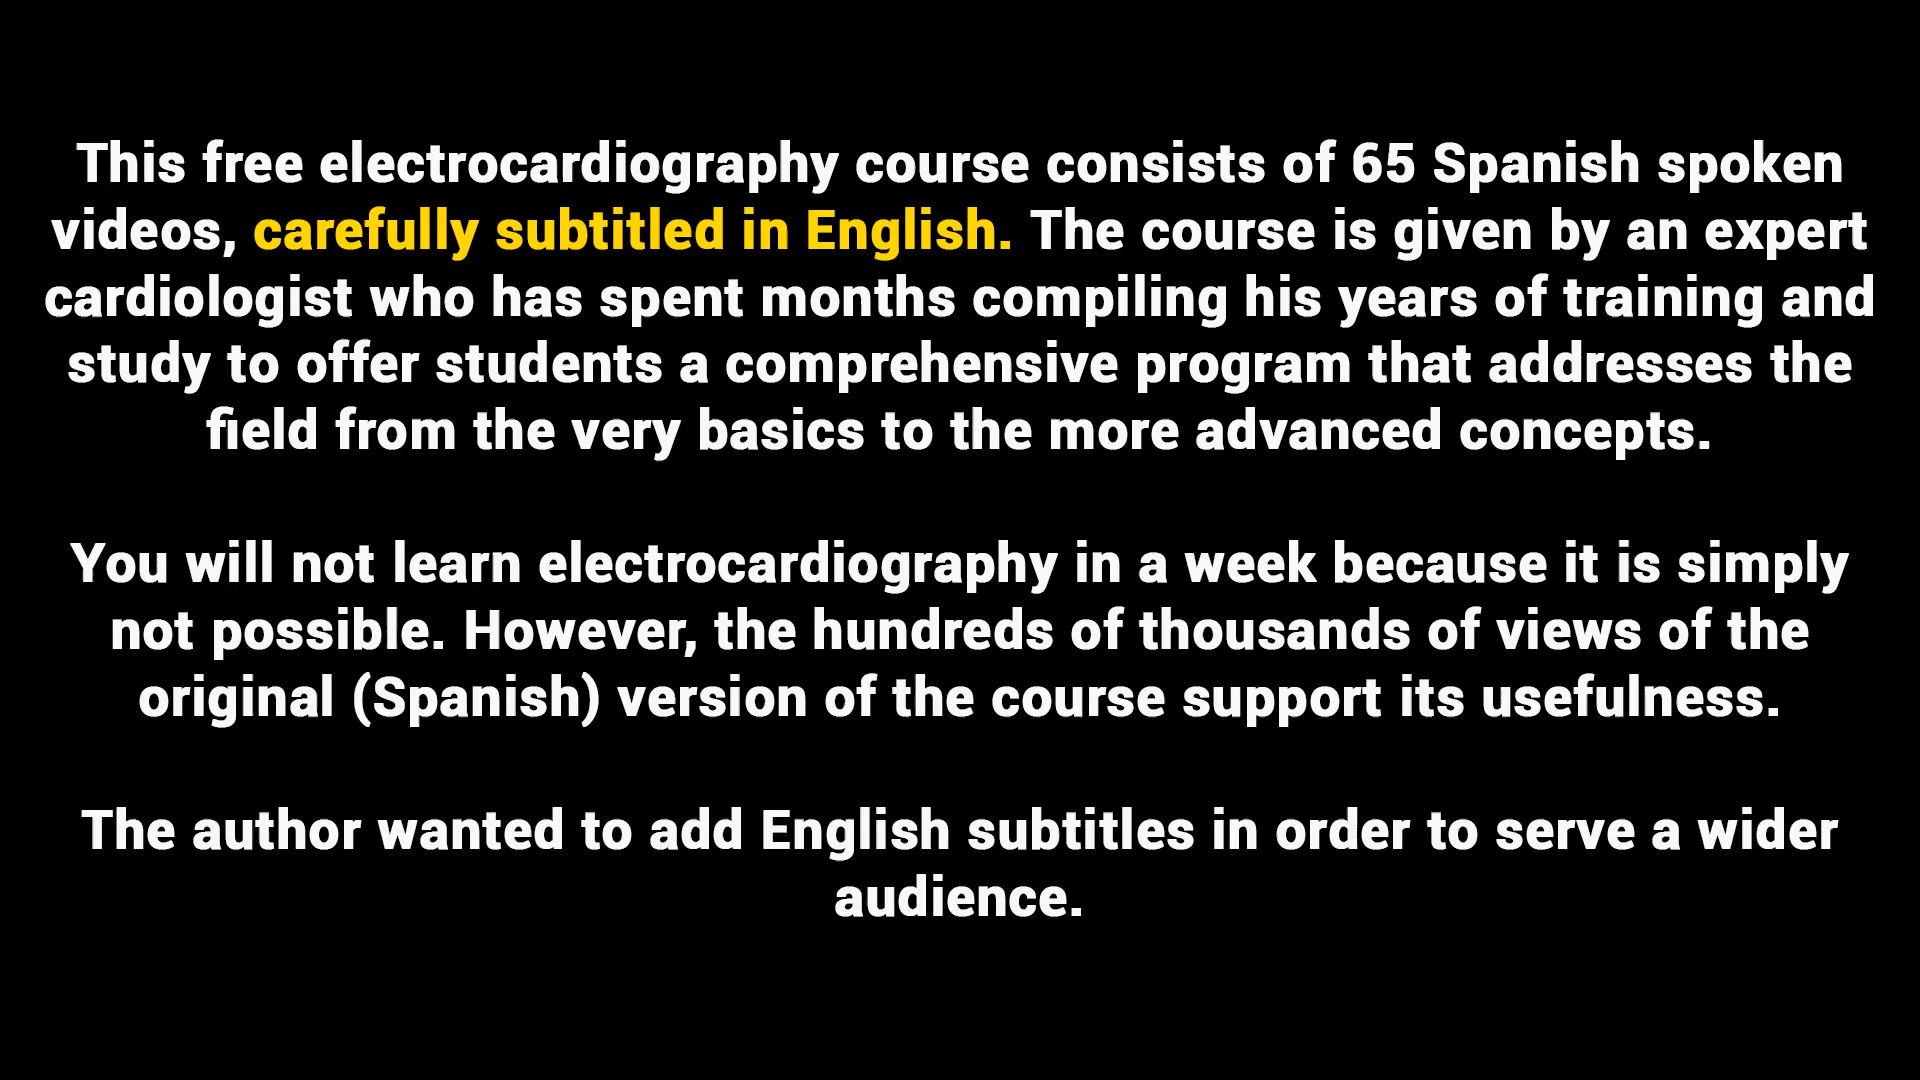 This free electrocardiography course consists of 65 Spanish spoken
videos, carefully subtitled in English. The course is given by an expert
cardiologist who has spent months compiling his years of training and
study to offer students a comprehensive program that addresses the
field from the very basics to the more advanced concepts.
You will not learn electrocardiography in a week because it is simply
not possible. However, the hundreds of thousands of views of the
original (Spanish) version of the course support its usefulness.
The author wanted to add English subtitles in order to serve a wider
audience.